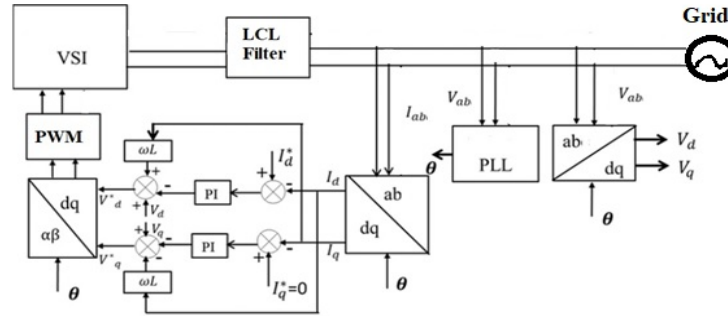 Grid
LCL
Filter
VSI
V_ab
V_ab
I_ab
PWM
ωL
I*_d
ab
V_d
θ
PLL
dq
V_q
+
+
-
I_d
-
PI
ab
dq
V*_d
+
V_d
θ
αβ
+
V_q
-
dq
I_q
-
PI
V*_q
-
+
θ
ωL
I*_q=0
θ